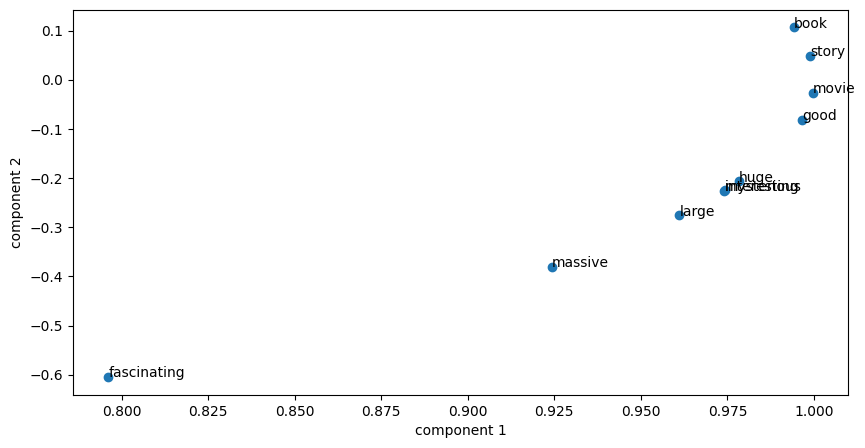 0.1
book
story
0.0
movie
good
−0.1
−0.2
huge
interesting
mysterious
large
−0.3
massive
−0.4
−0.5
−0.6
fascinating
component 2
0.800
0.825
0.850
0.875
0.900
0.925
0.950
0.975
1.000
component 1